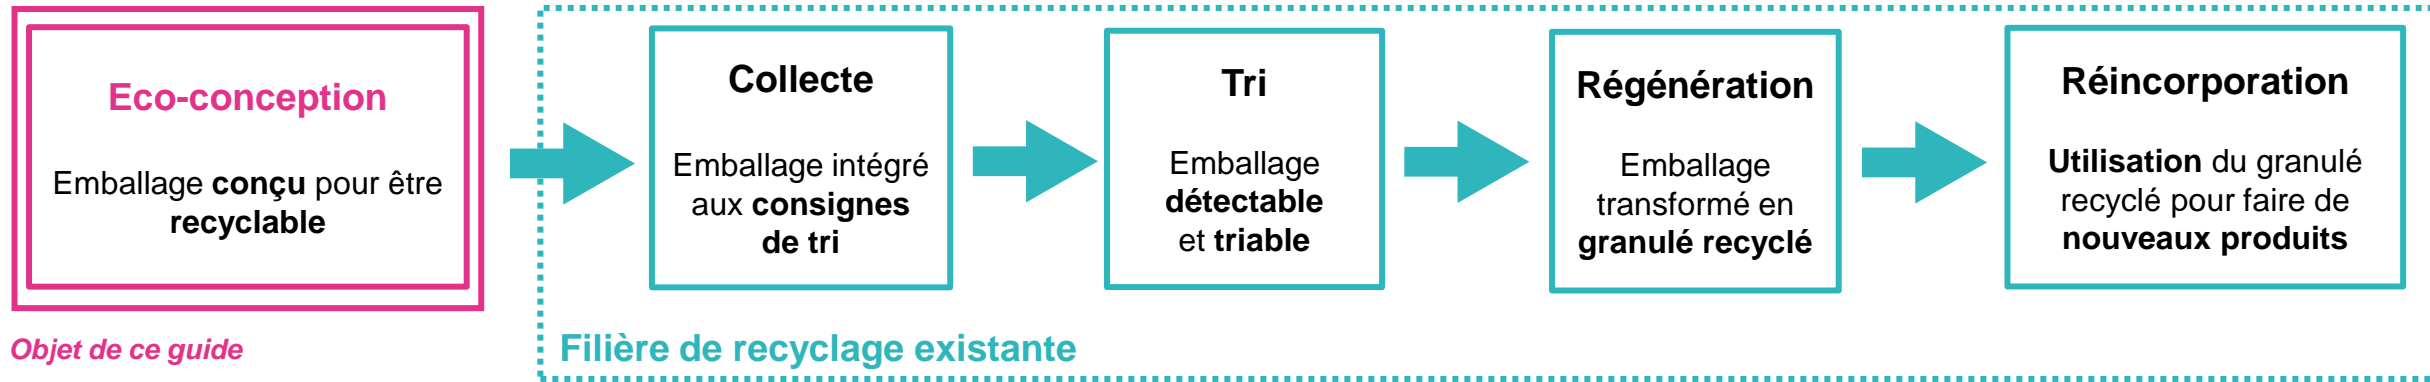 Eco-conception
Emballage conçu pour être
recyclable
Objet de ce guide
Collecte
Emballage intégré
aux consignes
de tri
Tri
Emballage
détectable
et triable
Régénération
Emballage
transformé en
granulé recyclé
Réincorporation
Utilisation du granulé
recyclé pour faire de
nouveaux produits
Filière de recyclage existante